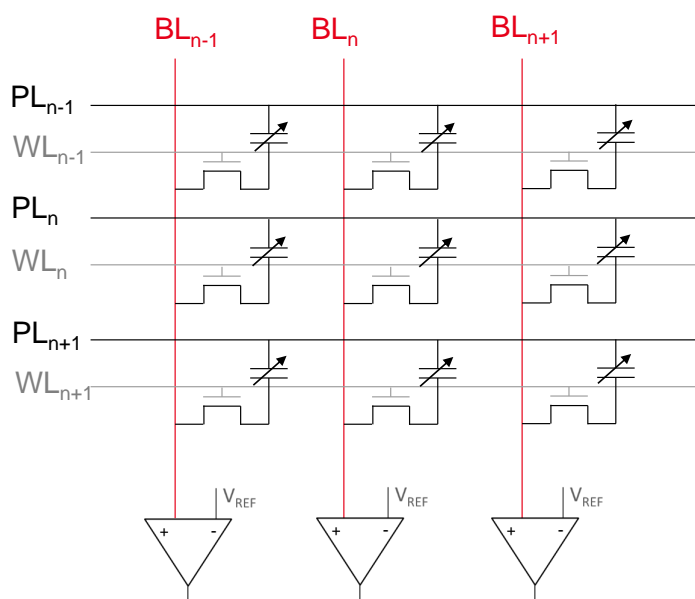 BLn-1 BLn BLn+1
PLn-1
WLn-1
PLn
WLn
PLn+1
WLn+1
VREF VREF VREF
+ - + - + -